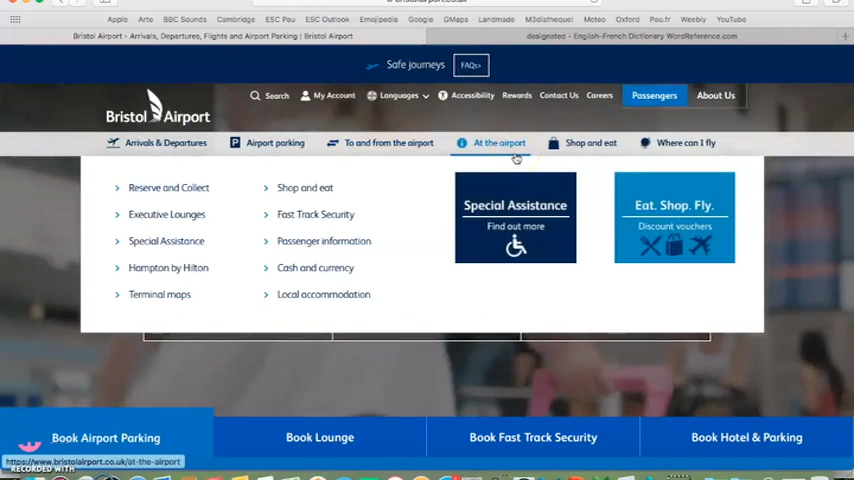 Apple Arte BBC Sounds Cambridge ESC Pau ESC Outlook Emojipedia Google GMaps Landmade M3diatheque! Meteo Oxford Pau.fr Weebly YouTube
Bristol Airport - Arrivals, Departures, Flights and Airport Parking | Bristol Airport
designated - English-French Dictionary WordReference.com
Safe journeys FAQs>
Search My Account Languages Accessibility Rewards Contact Us Careers Passengers About Us
Bristol Airport
Arrivals & Departures Airport parking To and from the airport At the airport Shop and eat Where can I fly
Reserve and Collect
Executive Lounges
Special Assistance
Hampton by Hilton
Terminal maps
Shop and eat
Fast Track Security
Passenger information
Cash and currency
Local accommodation
Special Assistance
Find out more
Eat. Shop. Fly.
Discount vouchers
Book Airport Parking Book Lounge Book Fast Track Security Book Hotel & Parking
https://www.bristolairport.co.uk/at-the-airport
RECORDED WITH